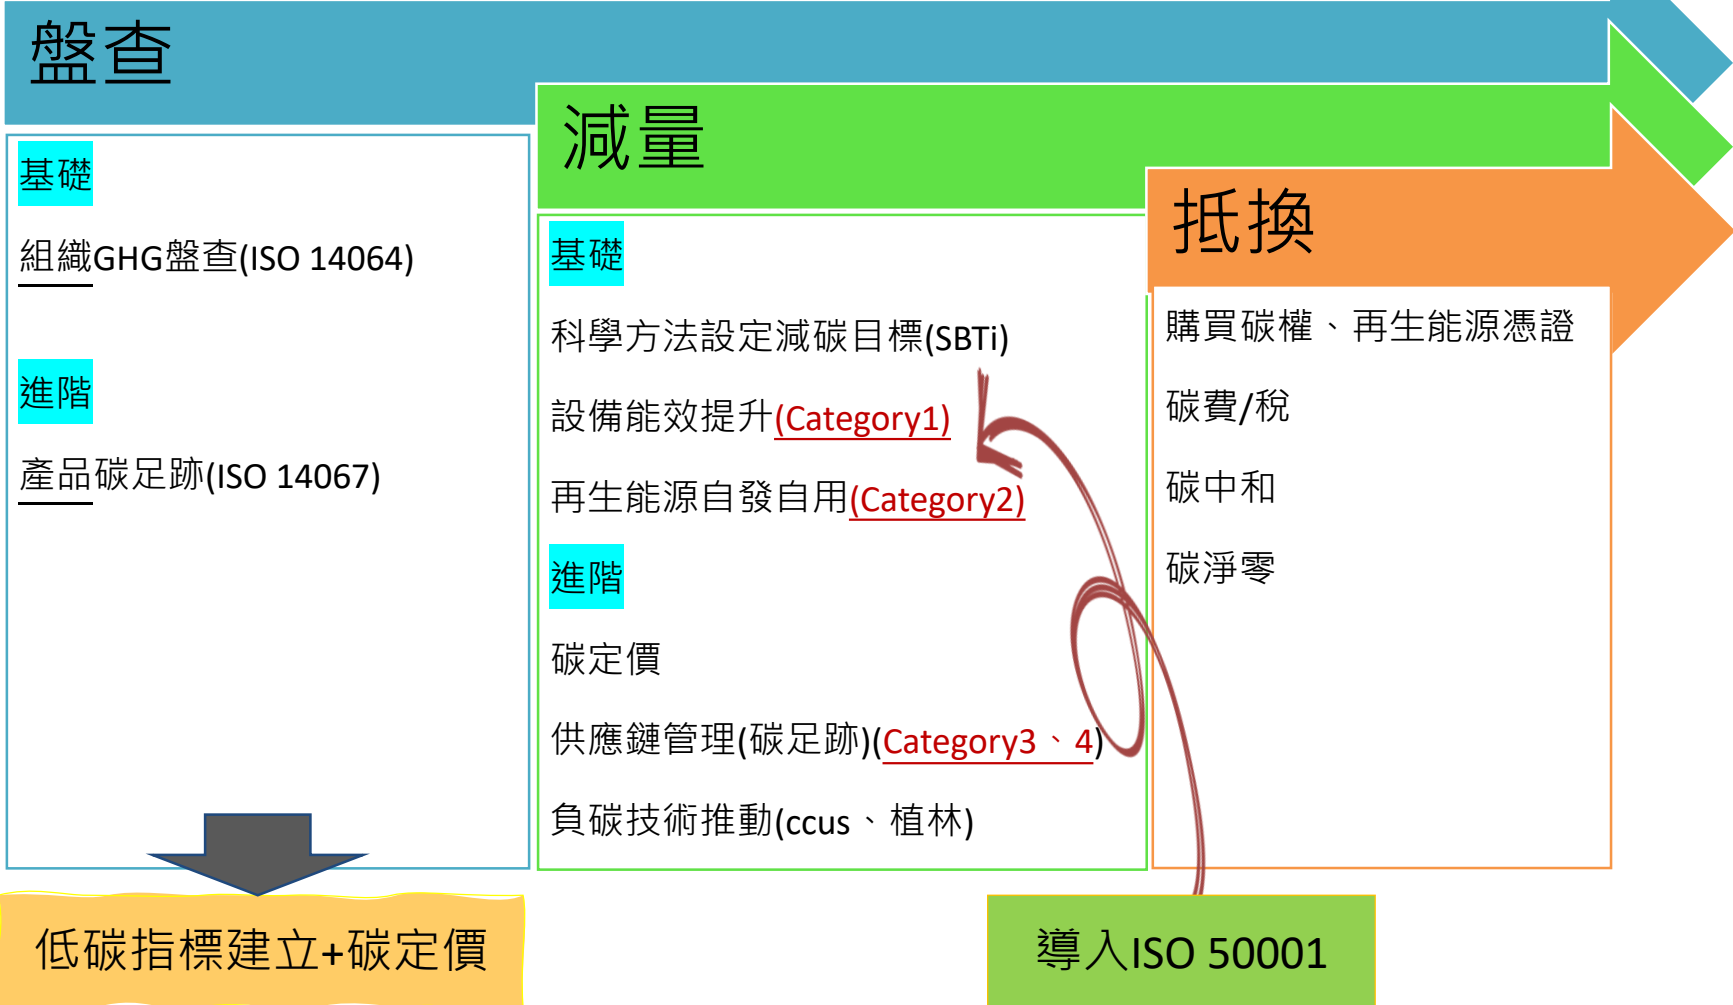 盤查
基礎
組織GHG盤查(ISO 14064)
進階
產品碳足跡(ISO 14067)
低碳指標建立+碳定價
減量
基礎
科學方法設定減碳目標(SBTi)
設備能效提升(Category1)
再生能源自發自用(Category2)
進階
碳定價
供應鏈管理(碳足跡)(Category3、4)
負碳技術推動(ccus、植林)
導入ISO 50001
抵換
購買碳權、再生能源憑證
碳費/稅
碳中和
碳淨零